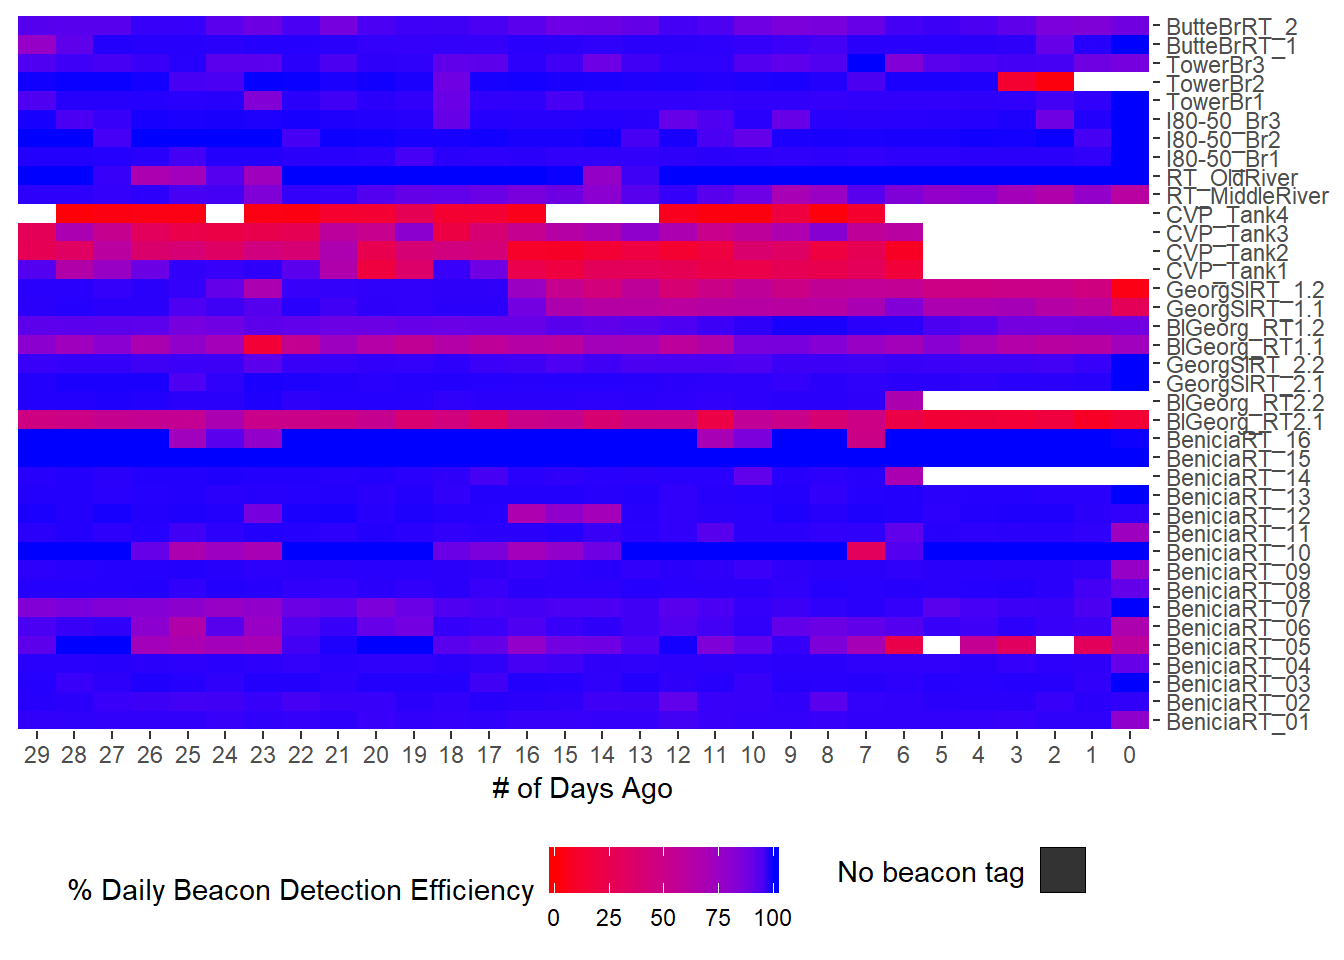 ButteBrRT_2
ButteBrRT_1
TowerBr3
TowerBr2
TowerBr1
I80-50_Br3
I80-50_Br2
I80-50_Br1
RT_OldRiver
RT_MiddleRiver
CVP_Tank4
CVP_Tank3
CVP_Tank2
CVP_Tank1
GeorgSlRT_1.2
GeorgSlRT_1.1
BlGeorg_RT1.2
BlGeorg_RT1.1
GeorgSlRT_2.2
GeorgSlRT_2.1
BlGeorg_RT2.2
BlGeorg_RT2.1
BeniciaRT_16
BeniciaRT_15
BeniciaRT_14
BeniciaRT_13
BeniciaRT_12
BeniciaRT_11
BeniciaRT_10
BeniciaRT_09
BeniciaRT_08
BeniciaRT_07
BeniciaRT_06
BeniciaRT_05
BeniciaRT_04
BeniciaRT_03
BeniciaRT_02
BeniciaRT_01
29 28 27 26 25 24 23 22 21 20 19 18 17 16 15 14 13 12 11 10 9 8 7 6 5 4 3 2 1 0
# of Days Ago
% Daily Beacon Detection Efficiency
0 25 50 75 100
No beacon tag